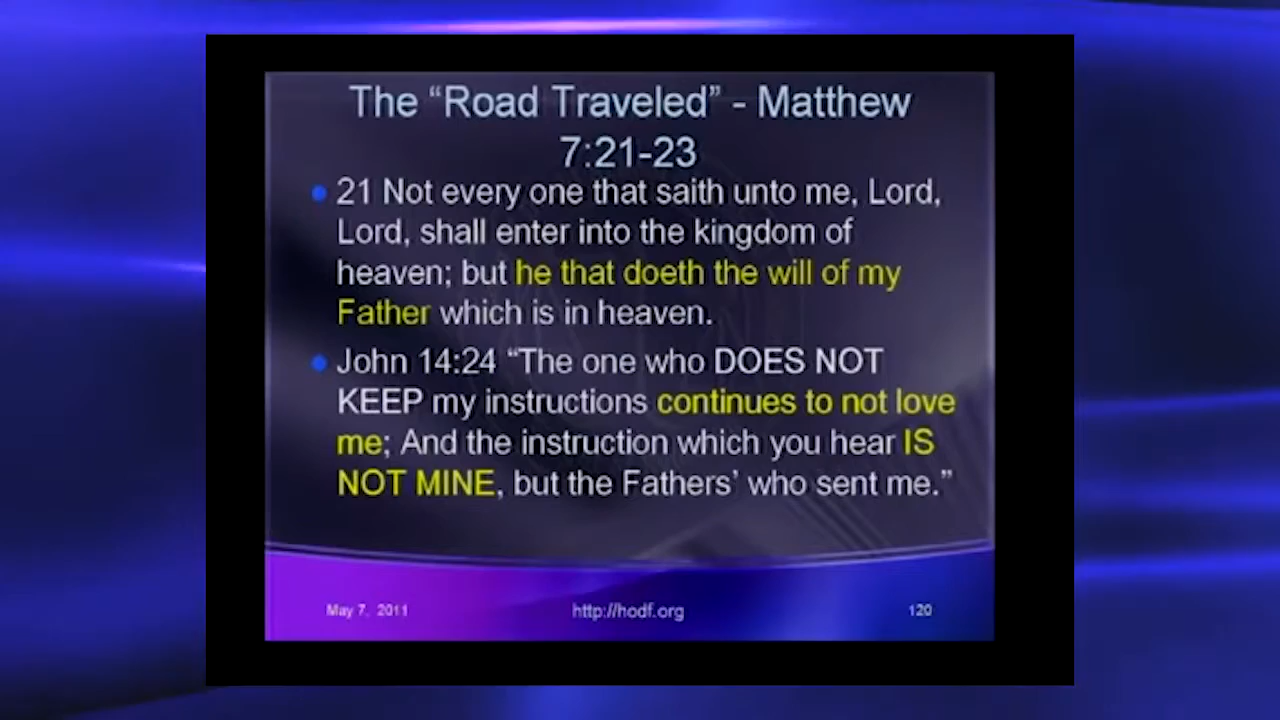 The “Road Traveled” - Matthew
7:21-23
21 Not every one that saith unto me, Lord,
Lord, shall enter into the kingdom of
heaven; but he that doeth the will of my
Father which is in heaven.
John 14:24 “The one who DOES NOT
KEEP my instructions continues to not love
me; And the instruction which you hear IS
NOT MINE, but the Fathers’ who sent me.”
May 7, 2011
http://hodf.org
120